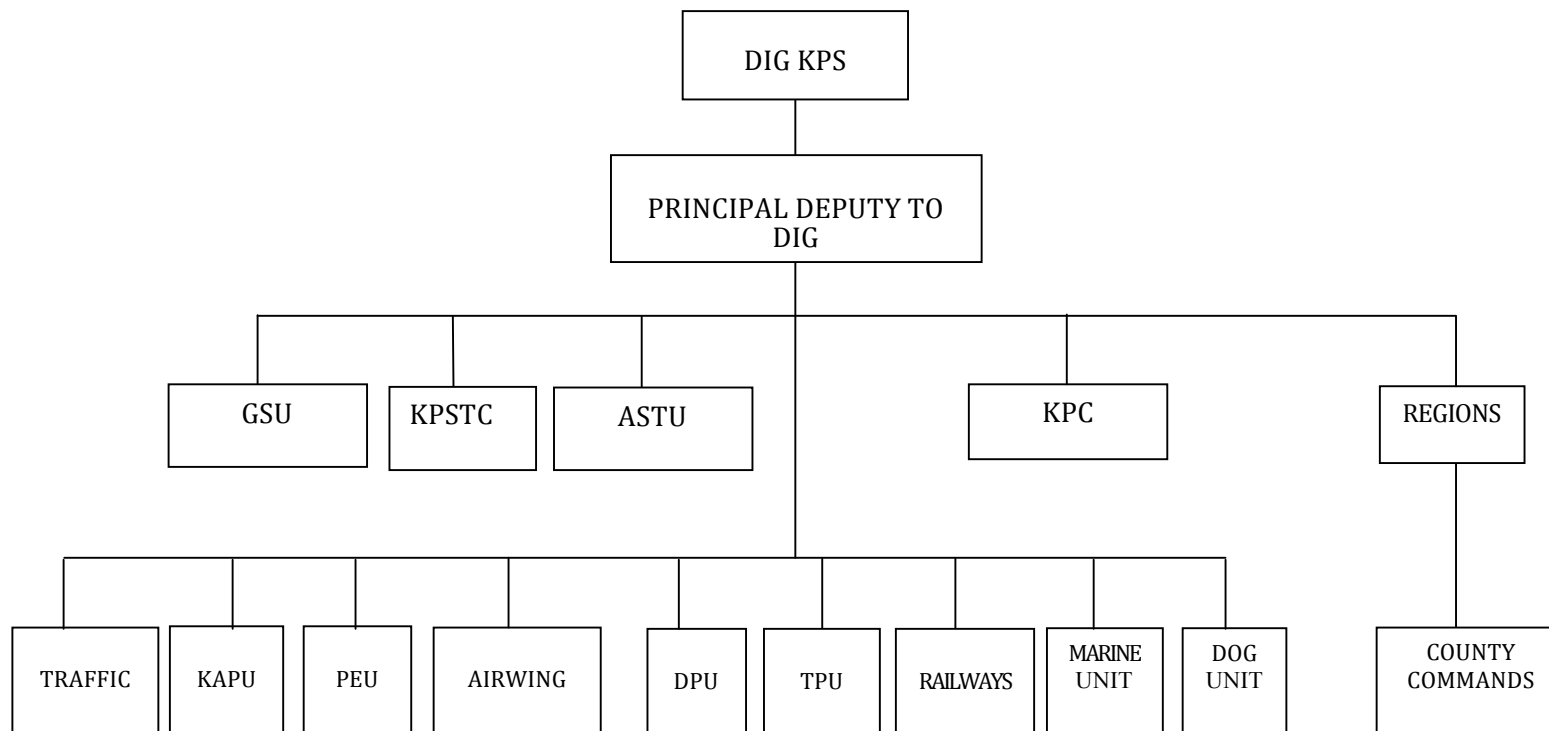 DIG KPS
PRINCIPAL DEPUTY TO
DIG
GSU
KPSTC
ASTU
KPC
REGIONS
TRAFFIC
KAPU
PEU
AIRWING
DPU
TPU
RAILWAYS
MARINE
UNIT
DOG
UNIT
COUNTY
COMMANDS